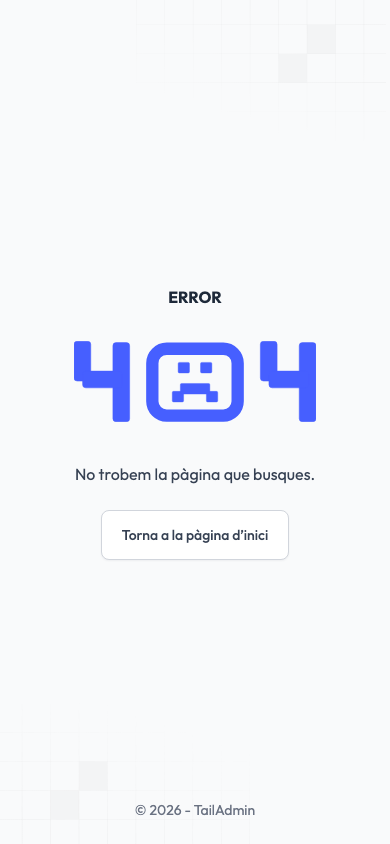 ERROR
404
No trobem la pàgina que busques.
Torna a la pàgina d’inici
© 2026 - TailAdmin